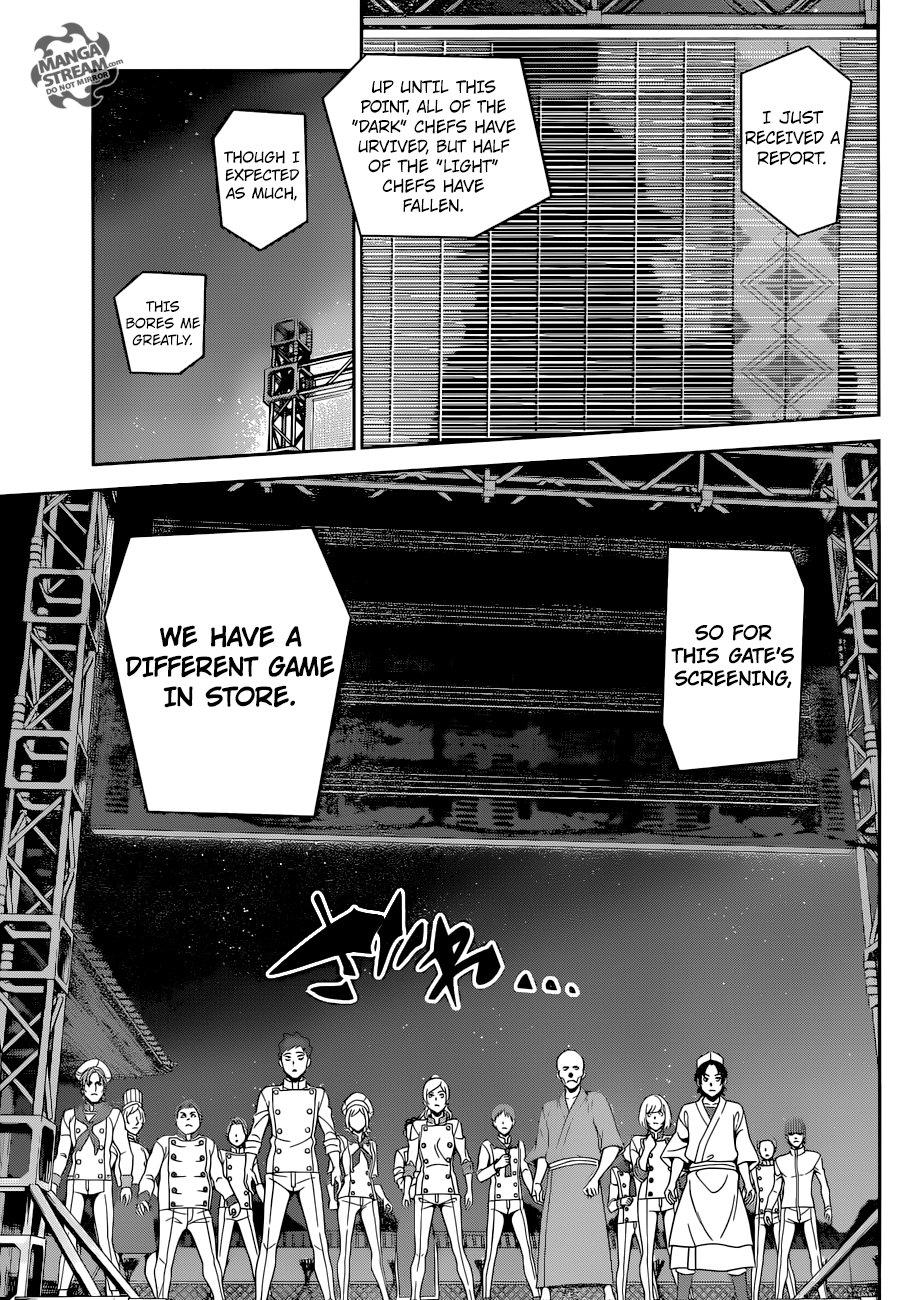 MANGA
STREAM.com
DO NOT MIRROR
I JUST
RECEIVED A
REPORT.
UP UNTIL THIS
POINT, ALL OF THE
"DARK" CHEFS HAVE
URVIVED, BUT HALF
OF THE "LIGHT"
CHEFS HAVE
FALLEN.
THOUGH I
EXPECTED
AS MUCH,
THIS
BORES ME
GREATLY.
SO FOR
THIS GATE'S
SCREENING,
WE HAVE A
DIFFERENT GAME
IN STORE.